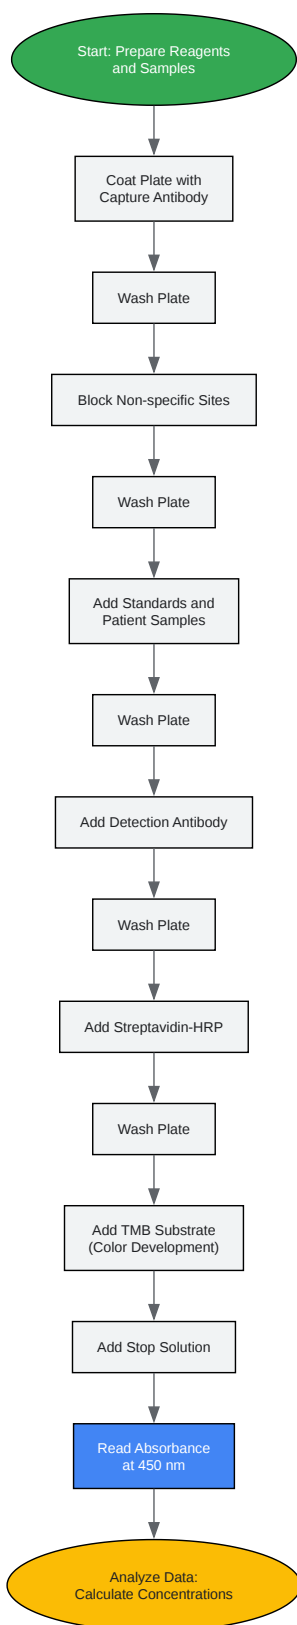 Start: Prepare Reagents
and Samples
Coat Plate with
Capture Antibody
Wash Plate
Block Non-specific Sites
Wash Plate
Add Standards and
Patient Samples
Wash Plate
Add Detection Antibody
Wash Plate
Add Streptavidin-HRP
Wash Plate
Add TMB Substrate
(Color Development)
Add Stop Solution
Read Absorbance
at 450 nm
Analyze Data:
Calculate Concentrations